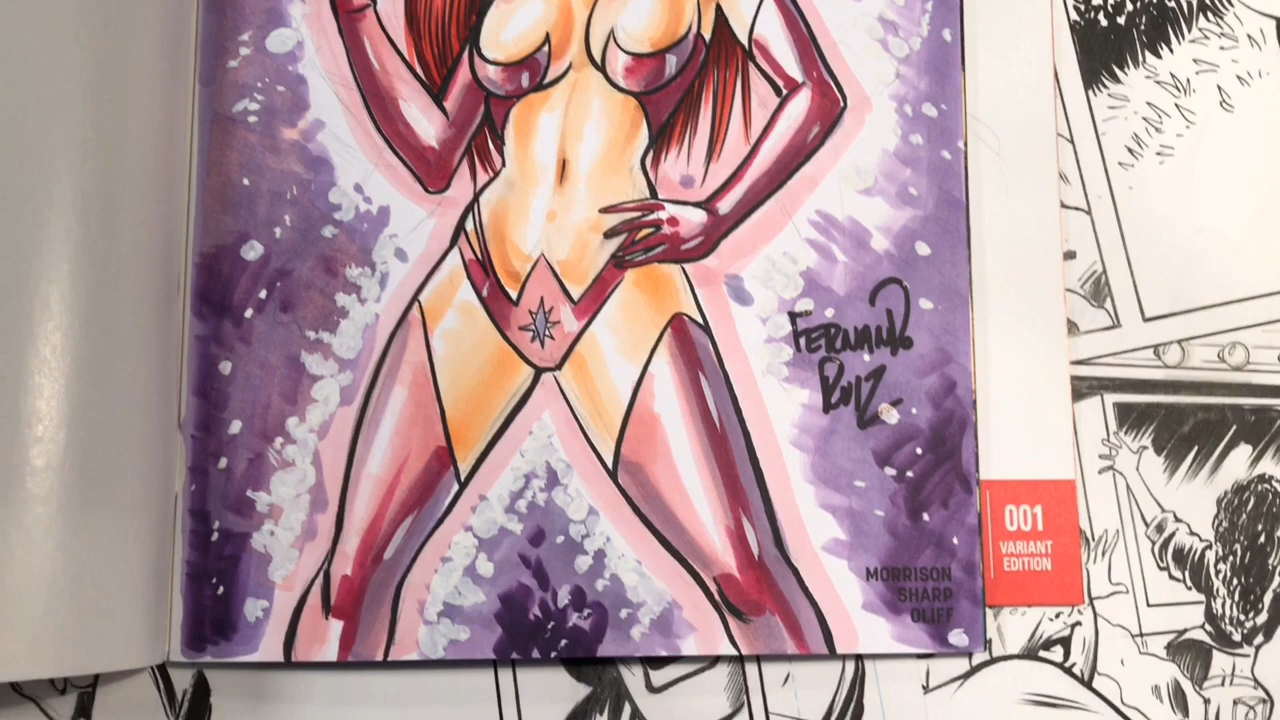 FERNANDO
RUIZ
001
VARIANT
EDITION
MORRISON
SHARP
OLIFF